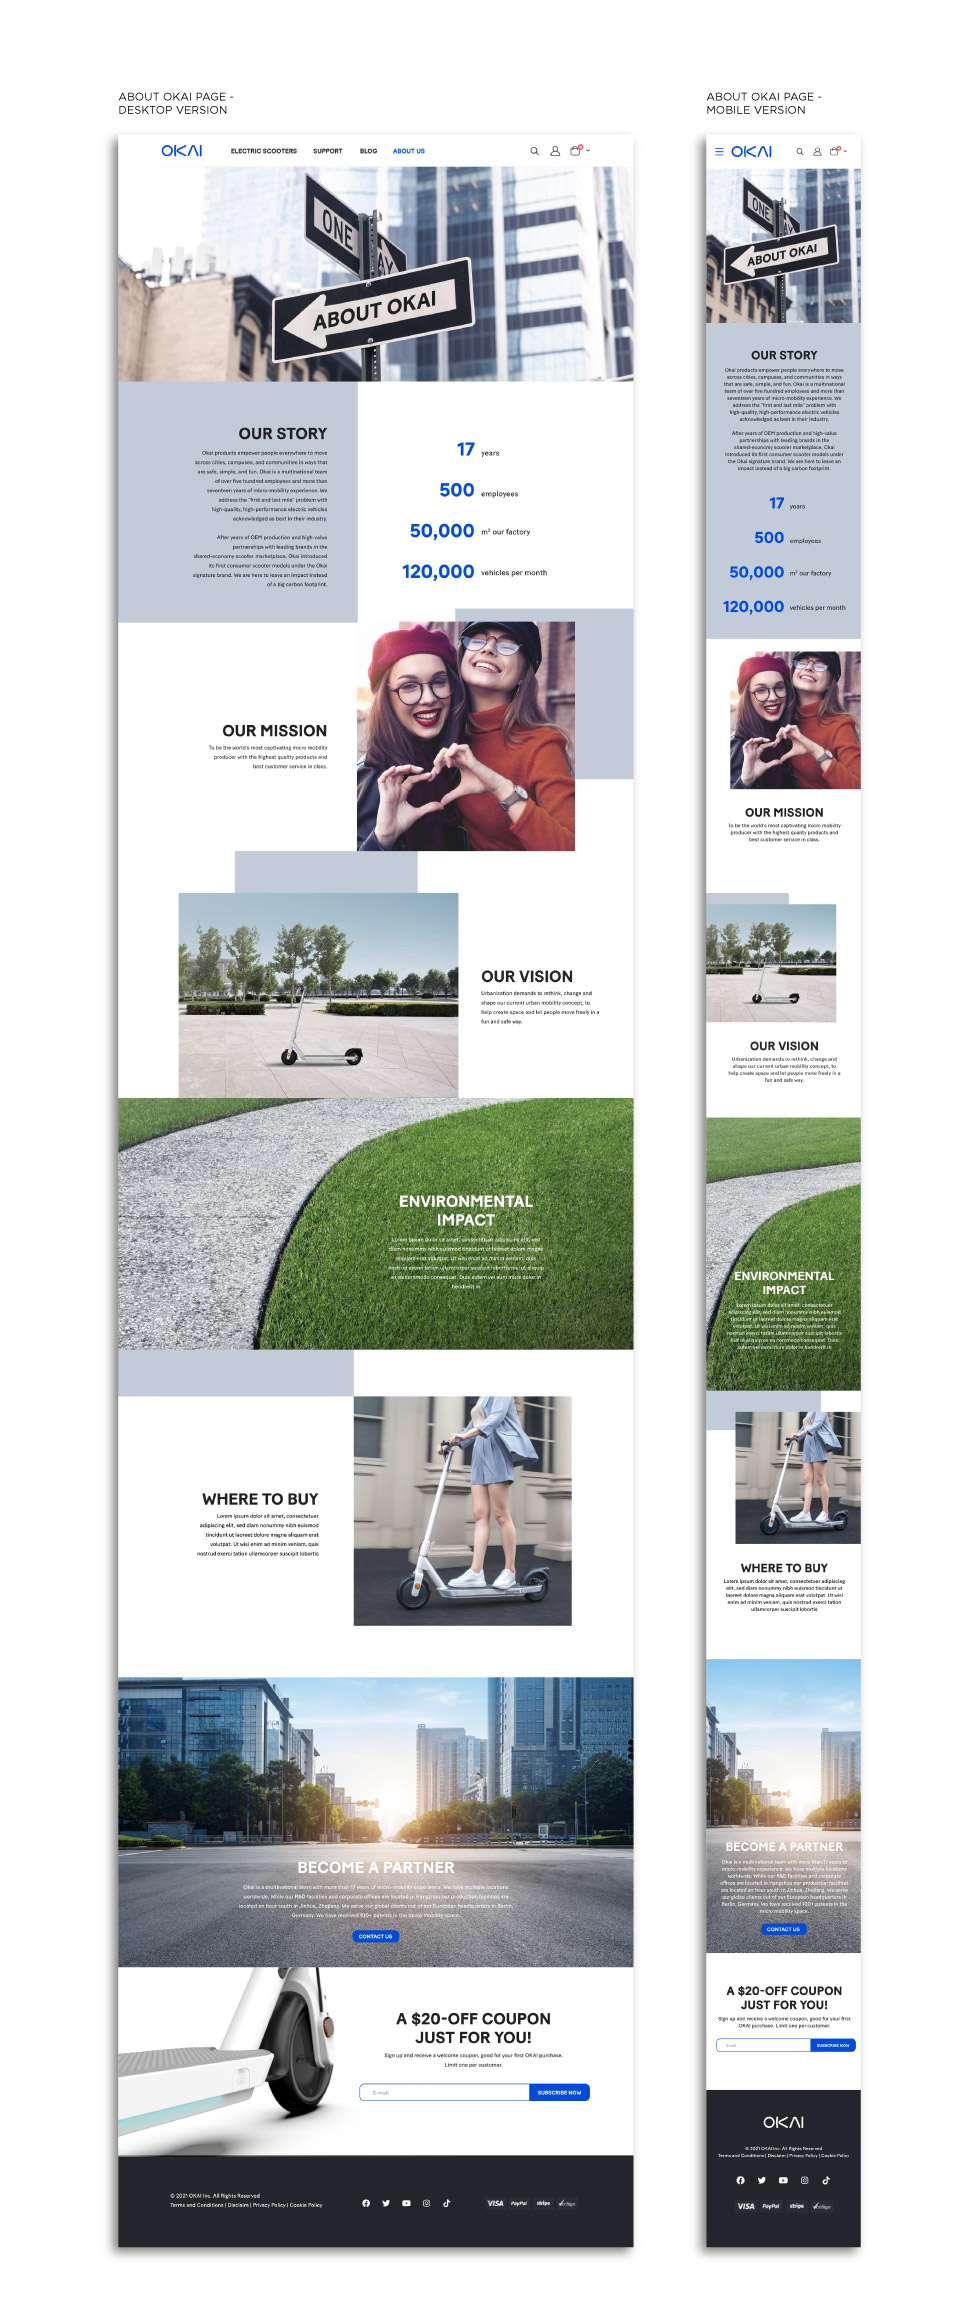 ABOUT OKAI PAGE -
DESKTOP VERSION
OKAI
ELECTRIC SCOOTERS SUPPORT BLOG ABOUT US
ONE
AY
ABOUT OKAI
OUR STORY
Okai products empower people everywhere to move
across cities, campuses, and communities in ways that
are safe, simple, and fun. Okai is a multinational team
of over five hundred employees and more than
seventeen years of micro-mobility experience. We
address the "first and last mile" problem with
high-quality, high-performance electric vehicles
acknowledged as best in their industry.
After years of OEM production and high-value
partnerships with leading brands in the
shared-economy scooter marketplace, Okai introduced
its first consumer scooter models under the Okai
signature brand. We are here to leave an impact instead
of a big carbon footprint.
17 years
500 employees
50,000 m² our factory
120,000 vehicles per month
OUR MISSION
To be the world's most captivating micro mobility
producer with the highest quality products and
best customer service in class.
OUR VISION
Urbanization demands to rethink, change and
shape our current urban mobility concept, to
help create space and let people move freely in a
fun and safe way.
ENVIRONMENTAL
IMPACT
Lorem ipsum dolor sit amet, consectetuer adipiscing elit, sed
diam nonummy nibh euismod tincidunt ut laoreet dolore magna
aliquam erat volutpat. Ut wisi enim ad minim veniam, quis
nostrud exerci tation ullamcorper suscipit lobortis nisl ut aliquip
ex ea commodo consequat. Duis autem vel eum iriure dolor in
hendrerit in
WHERE TO BUY
Lorem ipsum dolor sit amet, consectetuer
adipiscing elit, sed diam nonummy nibh euismod
tincidunt ut laoreet dolore magna aliquam erat
volutpat. Ut wisi enim ad minim veniam, quis
nostrud exerci tation ullamcorper suscipit lobortis
BECOME A PARTNER
Okai is a multinational team with more than 17 years of micro-mobility experience. We have multiple locations
worldwide. While our R&D facilities and corporate offices are located in Hangzhou our production facilities are
located an hour south in Jinhua, Zhejiang. We serve our global clients out of our European headquarters in Berlin,
Germany. We have received 100+ patents in the micro mobility space.
CONTACT US
A $20-OFF COUPON
JUST FOR YOU!
Sign up and receive a welcome coupon, good for your first OKAI purchase.
Limit one per customer.
E-mail SUBSCRIBE NOW
© 2021 OKAI Inc. All Rights Reserved
Terms and Conditions | Disclaim | Privacy Policy | Cookie Policy
VISA PayPal stripe VeriSign
ABOUT OKAI PAGE -
MOBILE VERSION
OKAI
ONE
AY
ABOUT OKAI
OUR STORY
Okai products empower people everywhere to move
across cities, campuses, and communities in ways
that are safe, simple, and fun. Okai is a multinational
team of over five hundred employees and more than
seventeen years of micro-mobility experience. We
address the "first and last mile" problem with
high-quality, high-performance electric vehicles
acknowledged as best in their industry.
After years of OEM production and high-value
partnerships with leading brands in the
shared-economy scooter marketplace, Okai
introduced its first consumer scooter models under
the Okai signature brand. We are here to leave an
impact instead of a big carbon footprint.
17 years
500 employees
50,000 m² our factory
120,000 vehicles per month
OUR MISSION
To be the world's most captivating micro mobility
producer with the highest quality products and
best customer service in class.
OUR VISION
Urbanization demands to rethink, change and
shape our current urban mobility concept, to
help create space and let people move freely in a
fun and safe way.
ENVIRONMENTAL
IMPACT
Lorem ipsum dolor sit amet, consectetuer
adipiscing elit, sed diam nonummy nibh euismod
tincidunt ut laoreet dolore magna aliquam erat
volutpat. Ut wisi enim ad minim veniam, quis
nostrud exerci tation ullamcorper suscipit lobortis
nisl ut aliquip ex ea commodo consequat. Duis
autem vel eum iriure dolor in hendrerit in
WHERE TO BUY
Lorem ipsum dolor sit amet, consectetuer adipiscing
elit, sed diam nonummy nibh euismod tincidunt ut
laoreet dolore magna aliquam erat volutpat. Ut wisi
enim ad minim veniam, quis nostrud exerci tation
ullamcorper suscipit lobortis.
BECOME A PARTNER
Okai is a multinational team with more than 17 years of
micro-mobility experience. We have multiple locations
worldwide. While our R&D facilities and corporate
offices are located in Hangzhou our production facilities
are located an hour south in Jinhua, Zhejiang. We serve
our global clients out of our European headquarters in
Berlin, Germany. We have received 100+ patents in the
micro mobility space.
CONTACT US
A $20-OFF COUPON
JUST FOR YOU!
Sign up and receive a welcome coupon, good for your first
OKAI purchase. Limit one per customer.
Email SUBSCRIBE NOW
OKAI
© 2021 OKAI Inc. All Rights Reserved
Terms and Conditions | Disclaim | Privacy Policy | Cookie Policy
VISA PayPal stripe VeriSign